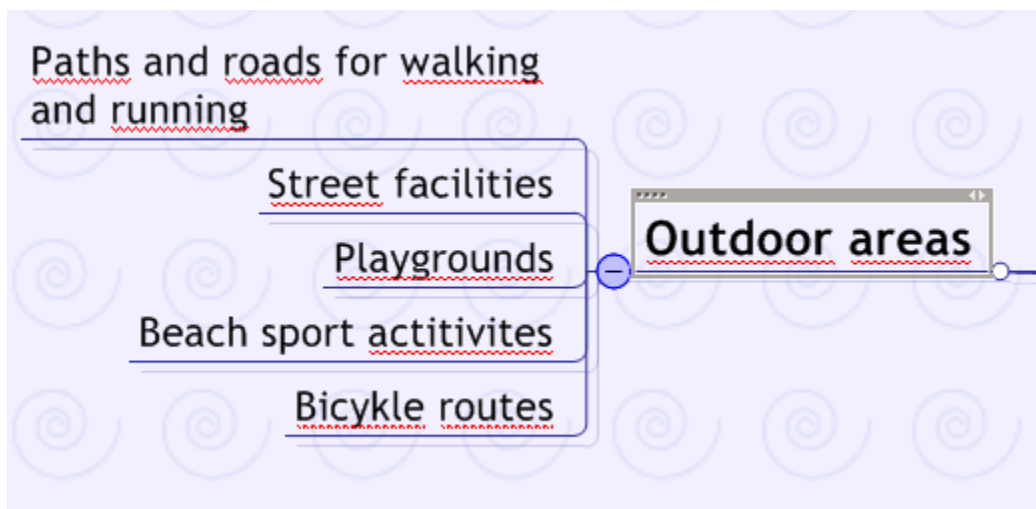 Paths and roads for walking
and running
Street facilities
Playgrounds
Beach sport actitivites
Bicykle routes
Outdoor areas